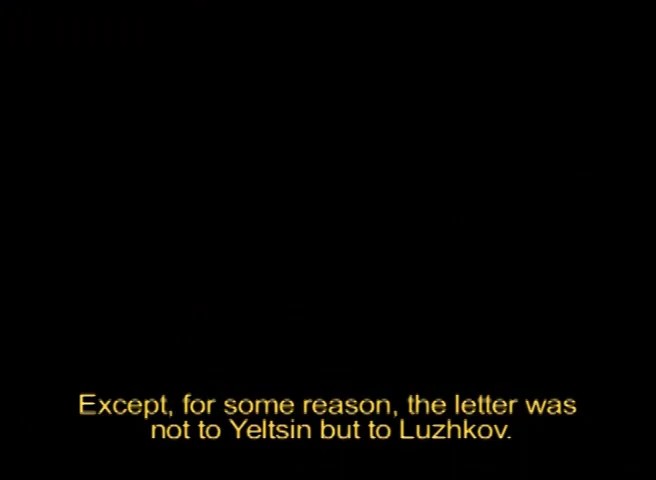 Except, for some reason, the letter was
not to Yeltsin but to Luzhkov.